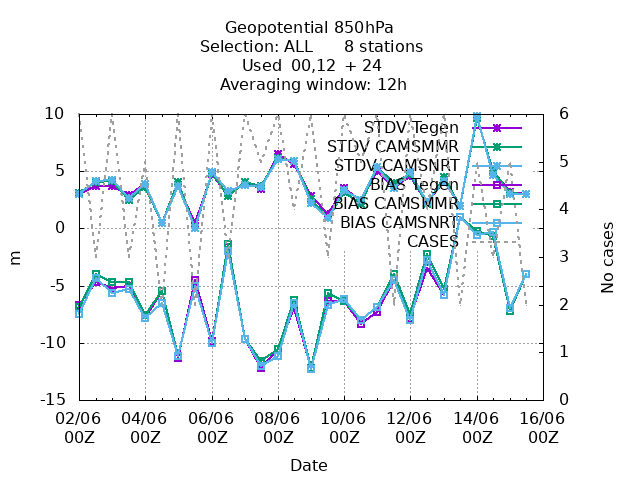 Geopotential 850hPa
Selection: ALL 8 stations
Used 00,12 + 24
Averaging window: 12h
STDV Tegen
STDV CAMSMMR
STDV CAMSNRT
BIAS Tegen
BIAS CAMSMMR
BIAS CAMSNRT
CASES
10
5
0
-5
-10
-15
m
6
5
4
3
2
1
0
No cases
02/06 04/06 06/06 08/06 10/06 12/06 14/06 16/06
00Z 00Z 00Z 00Z 00Z 00Z 00Z 00Z
Date